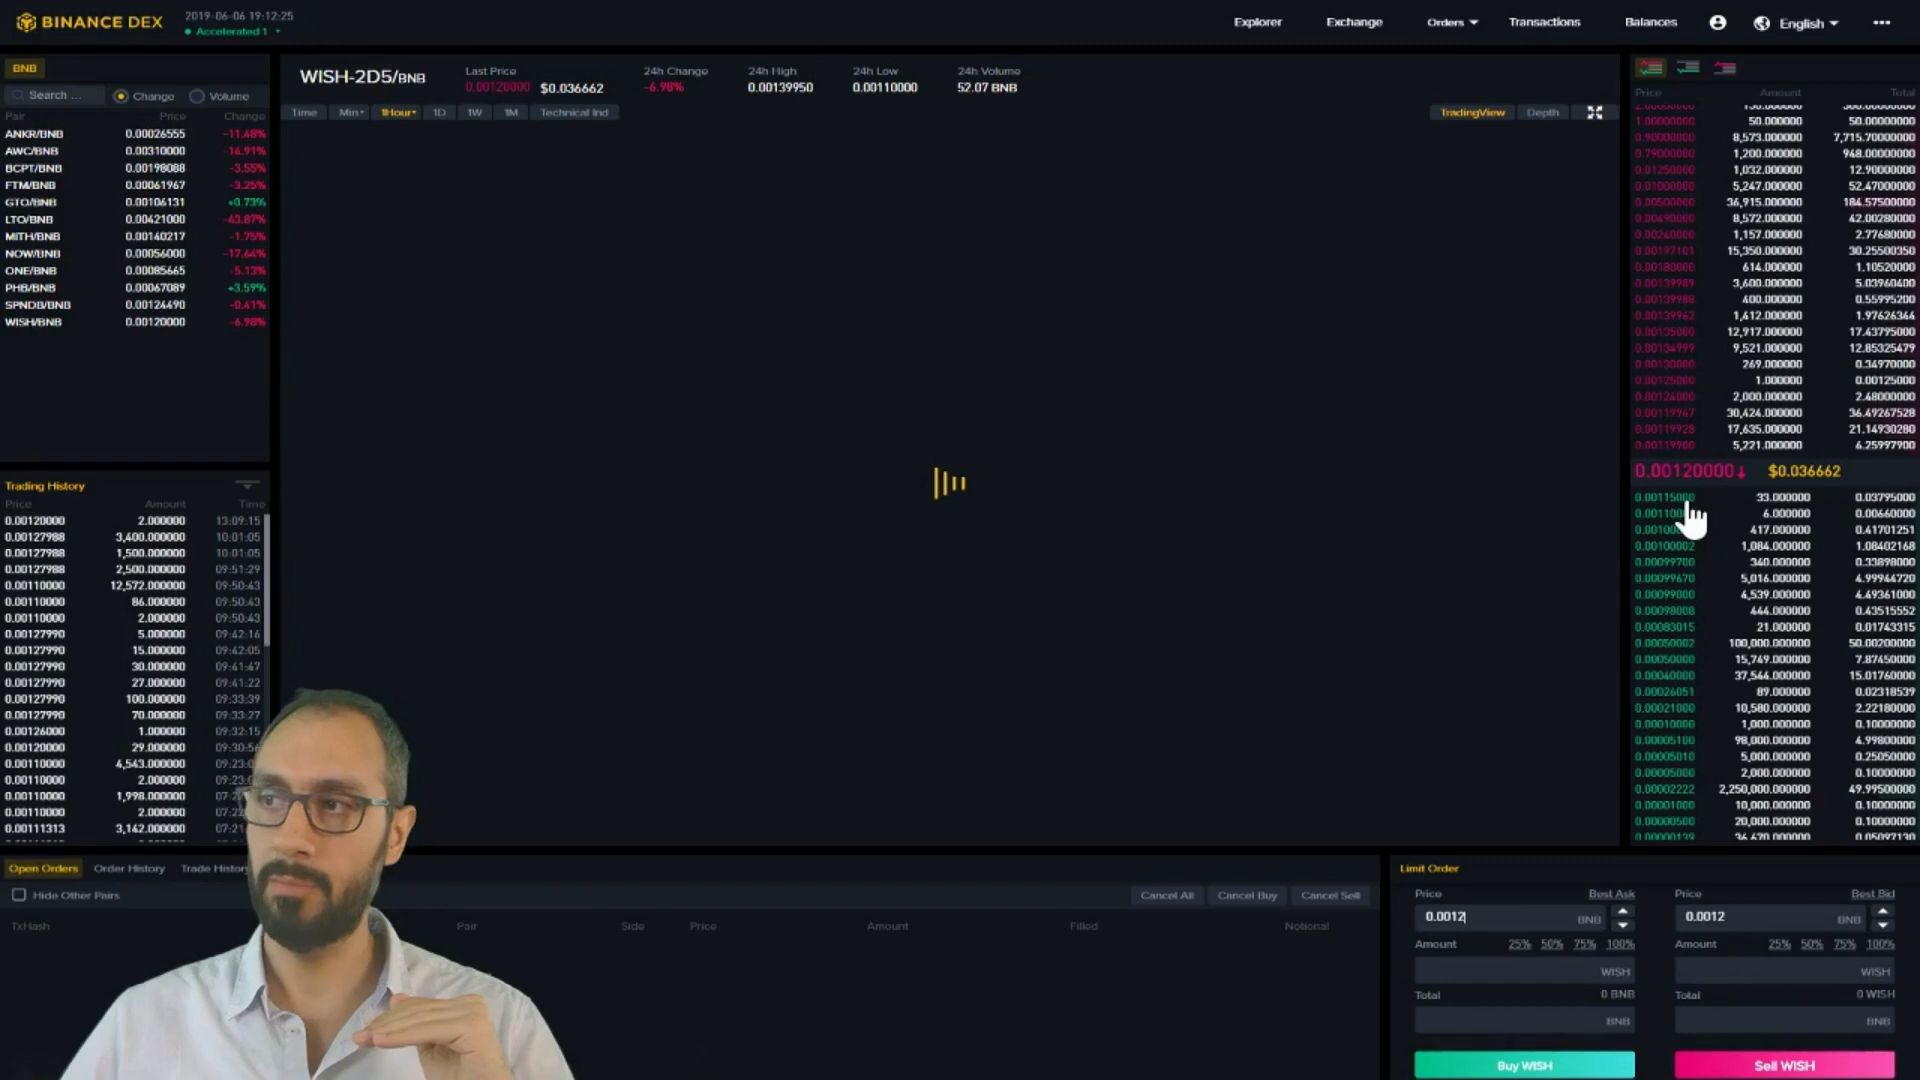 BINANCE DEX
2019-06-06 19:12:25
Accelerated 1
Explorer
Exchange
Orders
Transactions
Balances
English
BNB
Search ...
Change
Volume
Pair Price Change
ANKR/BNB 0.00026555 -11.48%
AWC/BNB 0.00310000 -14.91%
BCPT/BNB 0.00198088 -3.55%
FTM/BNB 0.00061967 -3.25%
GTO/BNB 0.00106131 +0.73%
LTO/BNB 0.00421000 -43.87%
MITH/BNB 0.00140217 -1.75%
NOW/BNB 0.00056000 -17.64%
ONE/BNB 0.00085665 -5.13%
PHB/BNB 0.00067089 +3.59%
SPNDB/BNB 0.00124490 -0.41%
WISH/BNB 0.00120000 -6.98%
WISH-2D5/BNB
Last Price
0.00120000 $0.036662
24h Change
-6.98%
24h High
0.00139950
24h Low
0.00110000
24h Volume
52.07 BNB
Time Min 1Hour 1D 1W 1M Technical Ind
TradingView Depth
Trading History
Price Amount Time
0.00120000 2.000000 13:09:15
0.00127988 3,400.000000 10:01:05
0.00127988 1,500.000000 10:01:05
0.00127988 2,500.000000 09:51:29
0.00110000 12,572.000000 09:50:43
0.00110000 86.000000 09:50:43
0.00110000 2.000000 09:50:43
0.00127990 5.000000 09:42:16
0.00127990 15.000000 09:42:05
0.00127990 30.000000 09:41:47
0.00127990 27.000000 09:41:22
0.00127990 100.000000 09:33:39
0.00127990 70.000000 09:33:27
0.00126000 1.000000 09:32:15
0.00120000 29.000000 09:30:56
0.00110000 4,543.000000 09:23:0
0.00110000 2.000000 09:23:
0.00110000 1,998.000000 07:2
0.00110000 2.000000 07:2
0.00111313 3,142.000000 07:21
Price Amount Total
1.00000000 50.000000 50.00000000
0.90000000 8,573.000000 7,715.70000000
0.79000000 1,200.000000 948.00000000
0.01250000 1,032.000000 12.90000000
0.01000000 5,247.000000 52.47000000
0.00500000 36,915.000000 184.57500000
0.00490000 8,572.000000 42.00280000
0.00240000 1,157.000000 2.77680000
0.00197101 15,350.000000 30.25500350
0.00180000 614.000000 1.10520000
0.00139989 3,600.000000 5.03960400
0.00139988 400.000000 0.55995200
0.00139962 1,412.000000 1.97626344
0.00135000 12,917.000000 17.43795000
0.00134999 9,521.000000 12.85325479
0.00130000 269.000000 0.34970000
0.00125000 1.000000 0.00125000
0.00124000 2,000.000000 2.48000000
0.00119947 30,424.000000 36.49267528
0.00119928 17,635.000000 21.14930280
0.00119900 5,221.000000 6.25997900
0.00120000↓ $0.036662
0.00115000 33.000000 0.03795000
0.00110 6.000000 0.00660000
0.00100 417.000000 0.41701251
0.00100002 1,084.000000 1.08402168
0.00099700 340.000000 0.33898000
0.00099670 5,016.000000 4.99944720
0.00099000 4,539.000000 4.49361000
0.00098008 444.000000 0.43515552
0.00083015 21.000000 0.01743315
0.00050002 100,000.000000 50.00200000
0.00050000 15,749.000000 7.87450000
0.00040000 37,544.000000 15.01760000
0.00026051 89.000000 0.02318539
0.00021000 10,580.000000 2.22180000
0.00010000 1,000.000000 0.10000000
0.00005100 98,000.000000 4.99800000
0.00005010 5,000.000000 0.25050000
0.00005000 2,000.000000 0.10000000
0.00002222 2,250,000.000000 49.99500000
0.00001000 10,000.000000 0.10000000
0.00000500 20,000.000000 0.10000000
0.00000139 36,670.000000 0.05097130
Open Orders Order History Trade History
Hide Other Pairs
Cancel All Cancel Buy Cancel Sell
TxHash Pair Side Price Amount Filled Notional
Limit Order
Price Best Ask
0.0012 BNB
Amount 25% 50% 75% 100%
WISH
Total 0 BNB
BNB
Buy WISH
Price Best Bid
0.0012 BNB
Amount 25% 50% 75% 100%
WISH
Total 0 WISH
BNB
Sell WISH